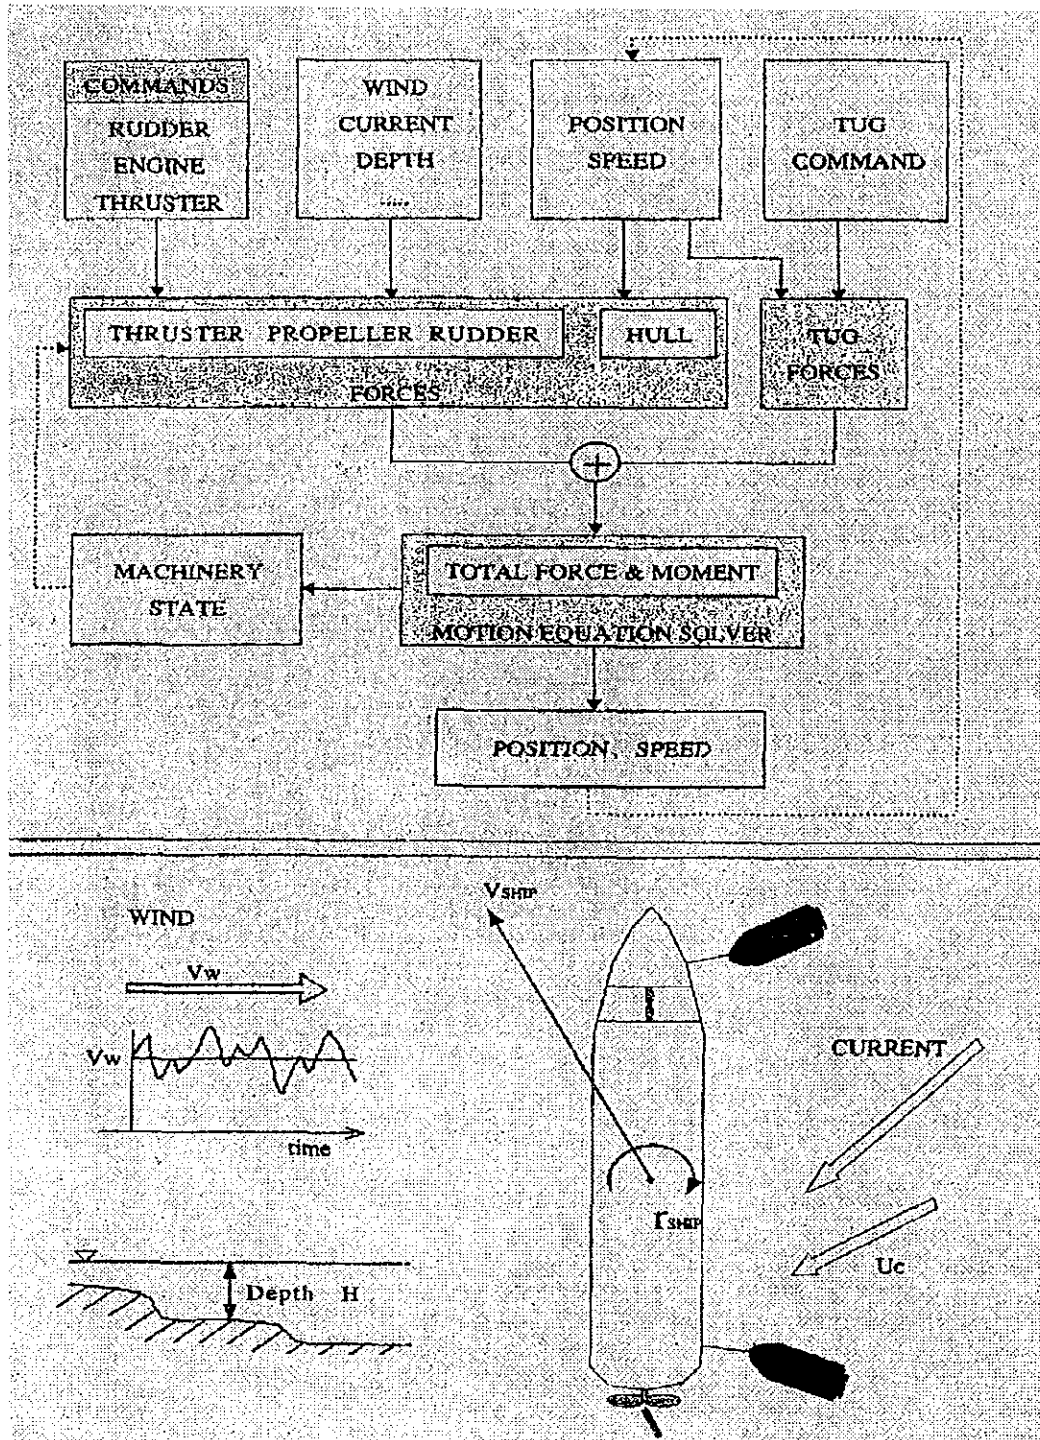 COMMANDS
RUDDER
ENGINE
THRUSTER
WIND
CURRENT
DEPTH
.....
POSITION
SPEED
TUG
COMMAND
THRUSTER PROPELLER RUDDER
HULL
FORCES
TUG
FORCES
+
MACHINERY
STATE
TOTAL FORCE & MOMENT
MOTION EQUATION SOLVER
POSITION, SPEED
WIND
Vw
Vw
time
Depth H
VSHIP
rSHIP
CURRENT
Uc